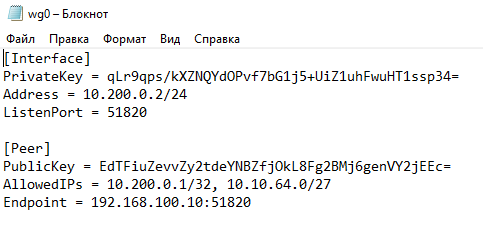 wg0 – Блокнот
Файл Правка Формат Вид Справка
[Interface]
PrivateKey = qLr9qps/kXZNQYdOPvf7bG1j5+UiZ1uhFwuHT1ssp34=
Address = 10.200.0.2/24
ListenPort = 51820
[Peer]
PublicKey = EdTFiuZevvZy2tdeYNBZfjOkL8Fg2BMj6genVY2jEEc=
AllowedIPs = 10.200.0.1/32, 10.10.64.0/27
Endpoint = 192.168.100.10:51820